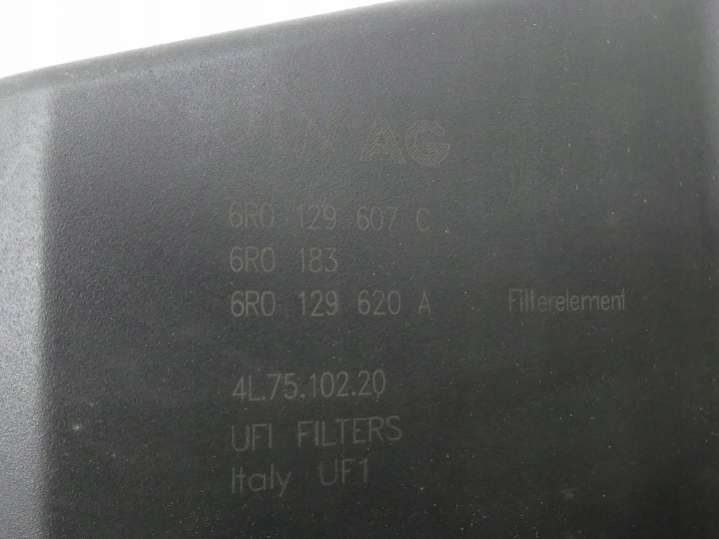 AG
6R0 129 607 C
6R0 183
6R0 129 620 A Filterelement
4L.75.102.20
UFI FILTERS
Italy UF1